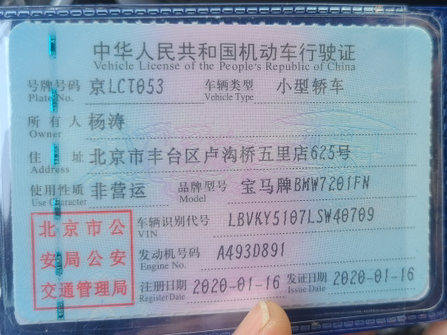 中华人民共和国机动车行驶证
Vehicle License of the People's Republic of China
号牌号码 京LCT053 车辆类型 小型轿车
Plate No. Vehicle Type
所有人 杨涛
Owner
住址 北京市丰台区卢沟桥五里店625号
Address
使用性质 非营运 品牌型号 宝马牌BMW7201FN
Use Character Model
北京市公
安局公安
交通管理局
车辆识别代号 LBVKY5107LSW40709
VIN
发动机号码 A493D891
Engine No.
注册日期 2020-01-16 发证日期 2020-01-16
Register Date Issue Date